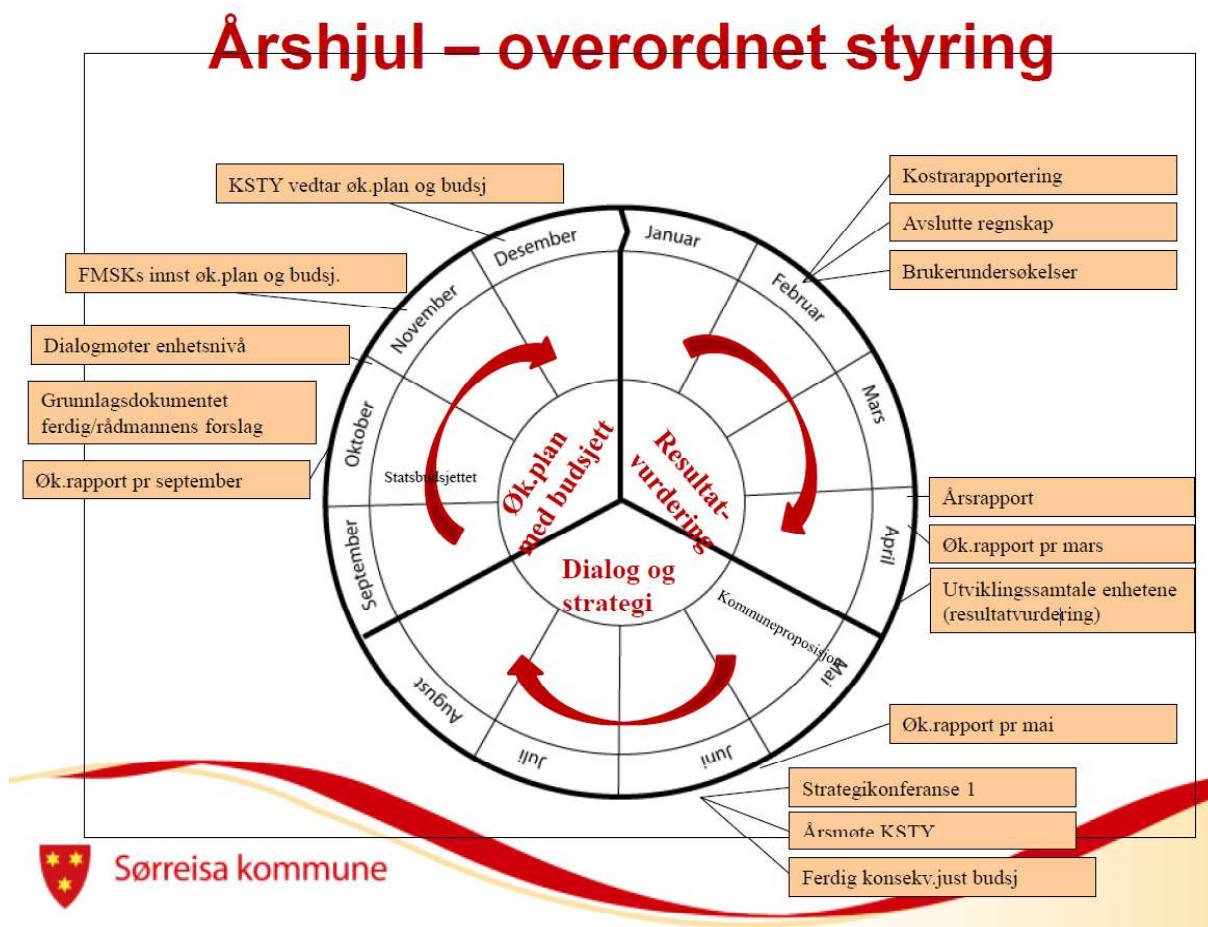 Årshjul – overordnet styring
KSTY vedtar øk.plan og budsj
FMSKs innst øk.plan og budsj.
Dialogmøter enhetsnivå
Grunnlagsdokumentet
ferdig/rådmannens forslag
Øk.rapport pr september
Kostrarapportering
Avslutte regnskap
Brukerundersøkelser
Årsrapport
Øk.rapport pr mars
Utviklingssamtale enhetene
(resultatvurdering)
Øk.rapport pr mai
Strategikonferanse 1
Årsmøte KSTY
Ferdig konsekv.just budsj
Januar
Februar
Mars
April
Mai
Juni
Juli
August
September
Oktober
November
Desember
Statsbudsjettet
Kommuneproposisjon
Øk.plan
med budsjett
Resultat-
vurdering
Dialog og
strategi
Sørreisa kommune